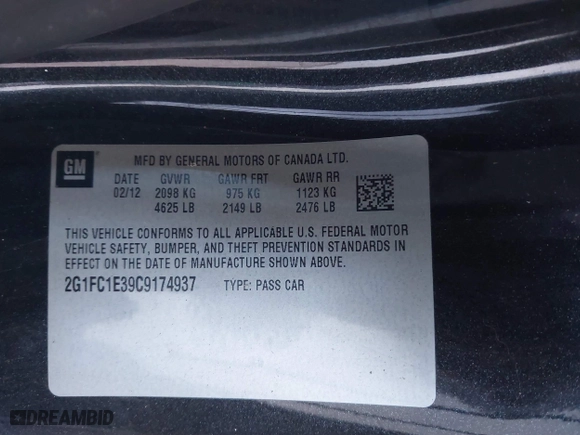 GM
MFD BY GENERAL MOTORS OF CANADA LTD.
DATE GVWR GAWR FRT GAWR RR
02/12 2098 KG 975 KG 1123 KG
4625 LB 2149 LB 2476 LB
THIS VEHICLE CONFORMS TO ALL APPLICABLE U.S. FEDERAL MOTOR
VEHICLE SAFETY, BUMPER, AND THEFT PREVENTION STANDARDS IN
EFFECT ON THE DATE OF MANUFACTURE SHOWN ABOVE.
2G1FC1E39C9174937 TYPE: PASS CAR
DREAMBID